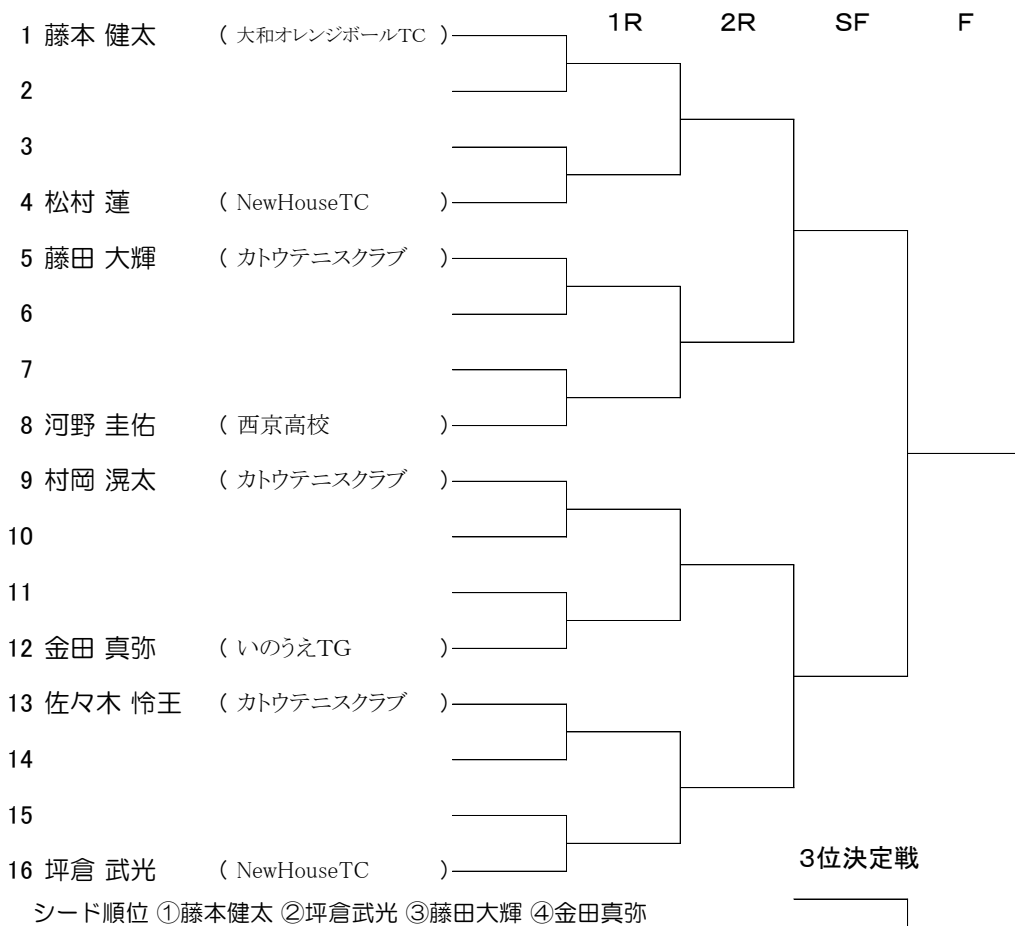 1R 2R SF F
1 藤本 健太 ( 大和オレンジボールTC )
2
3
4 松村 蓮 ( NewHouseTC )
5 藤田 大輝 ( カトウテニスクラブ )
6
7
8 河野 圭佑 ( 西京高校 )
9 村岡 滉太 ( カトウテニスクラブ )
10
11
12 金田 真弥 ( いのうえTG )
13 佐々木 怜王 ( カトウテニスクラブ )
14
15
16 坪倉 武光 ( NewHouseTC )
3位決定戦
シード順位 ①藤本健太 ②坪倉武光 ③藤田大輝 ④金田真弥